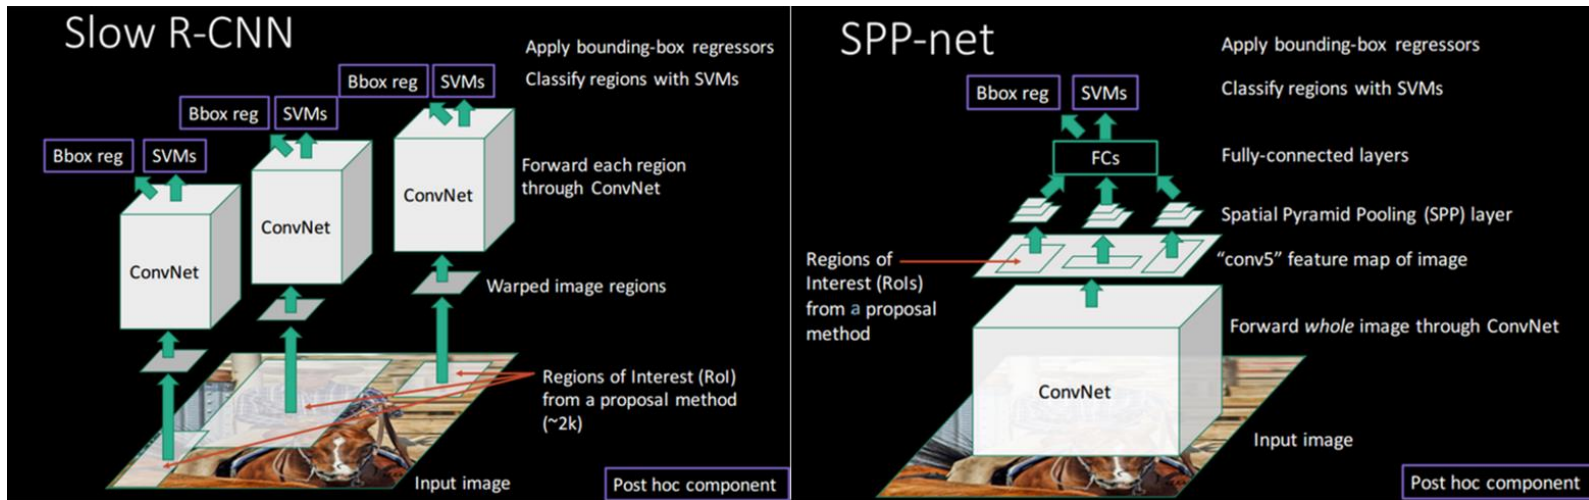 Slow R-CNN
Apply bounding-box regressors
Bbox reg
SVMs
Classify regions with SVMs
Bbox reg
SVMs
Bbox reg
SVMs
Forward each region
through ConvNet
ConvNet
ConvNet
ConvNet
Warped image regions
Regions of Interest (RoI)
from a proposal method
(~2k)
Input image
Post hoc component
SPP-net
Apply bounding-box regressors
Bbox reg
SVMs
Classify regions with SVMs
FCs
Fully-connected layers
Spatial Pyramid Pooling (SPP) layer
Regions of
Interest (RoIs)
from a proposal
method
"conv5" feature map of image
Forward whole image through ConvNet
ConvNet
Input image
Post hoc component